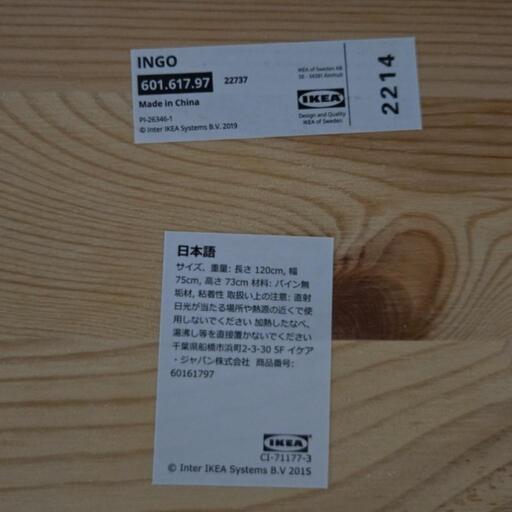 INGO
601.617.97 22737
Made in China
PI-26346-1
© Inter IKEA Systems B.V. 2019
IKEA of Sweden AB
SE - 34381 Älmhult
IKEA
Design and Quality
IKEA of Sweden
2214
日本語
サイズ、重量: 長さ 120cm, 幅
75cm, 高さ 73cm 材料: パイン無
垢材, 粘着性 取扱い上の注意: 直射
日光が当たる場所や熱源の近くで使
用しないでください 加熱したなべ、
湯沸し等を直接置かないでください
千葉県船橋市浜町2-3-30 5F イケア
・ジャパン株式会社 商品番号:
60161797
IKEA
CI-71177-3
© Inter IKEA Systems B.V 2015